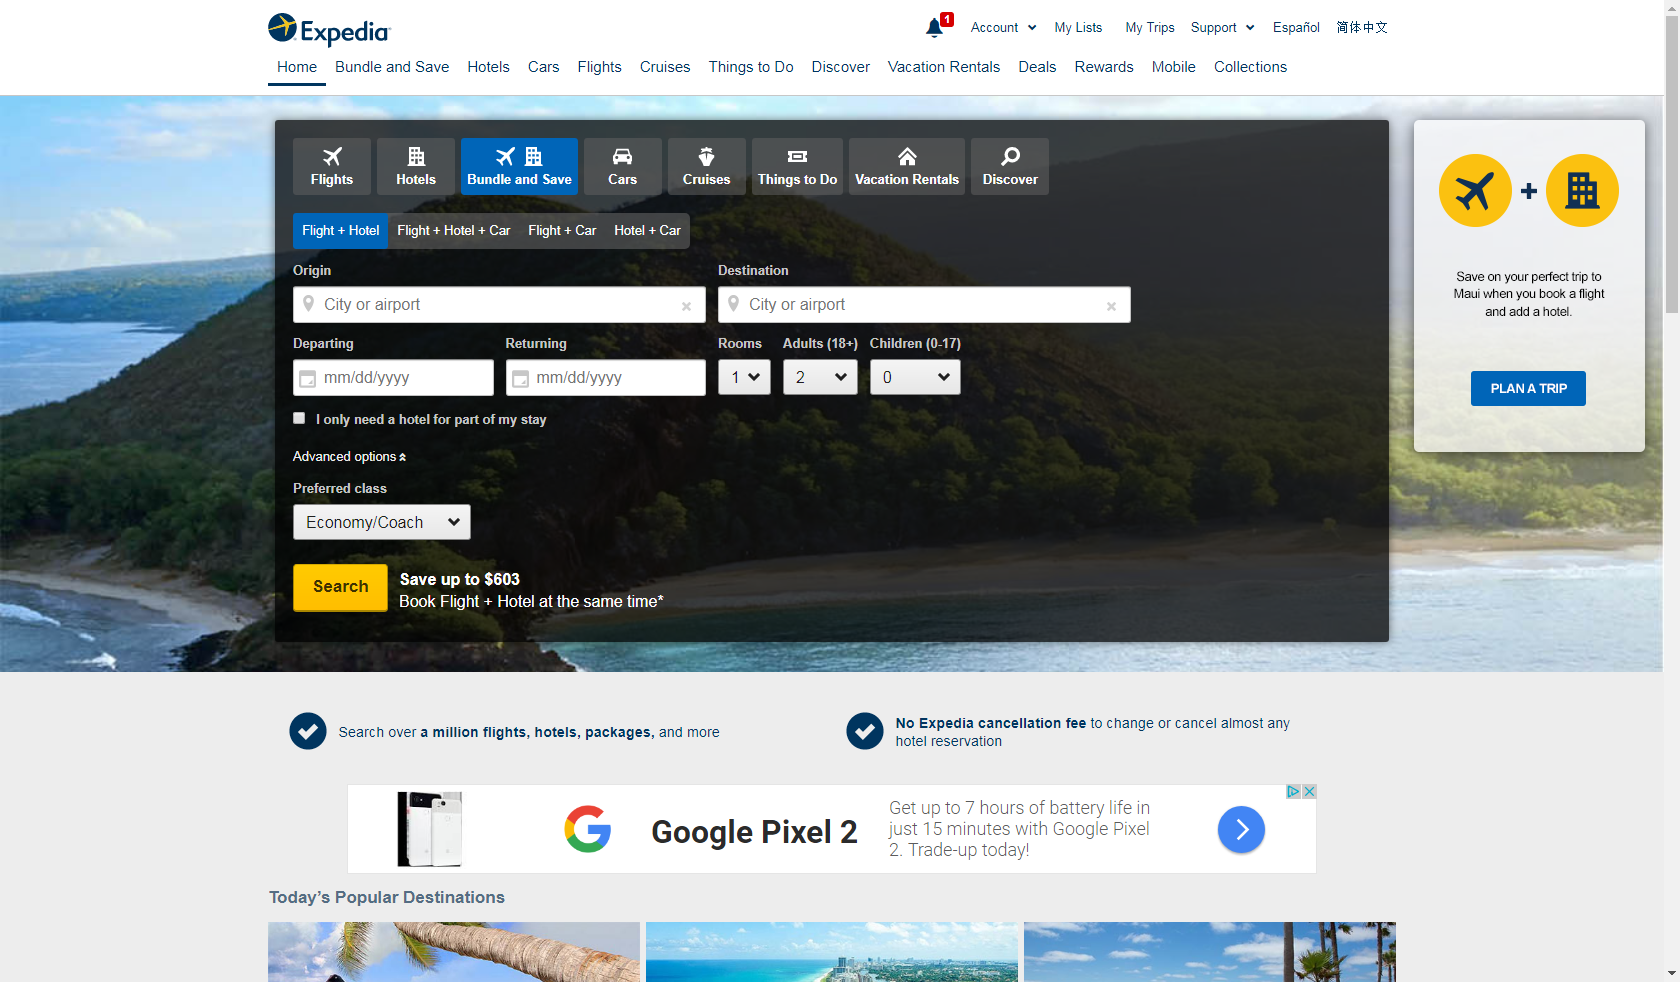 Expedia
1
Account
My Lists
My Trips
Support
Español
简体中文
Home
Bundle and Save
Hotels
Cars
Flights
Cruises
Things to Do
Discover
Vacation Rentals
Deals
Rewards
Mobile
Collections
Flights
Hotels
Bundle and Save
Cars
Cruises
Things to Do
Vacation Rentals
Discover
Flight + Hotel
Flight + Hotel + Car
Flight + Car
Hotel + Car
Origin
Destination
City or airport
City or airport
Departing
Returning
Rooms
Adults (18+)
Children (0-17)
mm/dd/yyyy
mm/dd/yyyy
1
2
0
I only need a hotel for part of my stay
Advanced options
Preferred class
Economy/Coach
Search
Save up to $603
Book Flight + Hotel at the same time*
Save on your perfect trip to
Maui when you book a flight
and add a hotel.
PLAN A TRIP
Search over a million flights, hotels, packages, and more
No Expedia cancellation fee to change or cancel almost any
hotel reservation
Google Pixel 2
Get up to 7 hours of battery life in
just 15 minutes with Google Pixel
2. Trade-up today!
Today's Popular Destinations